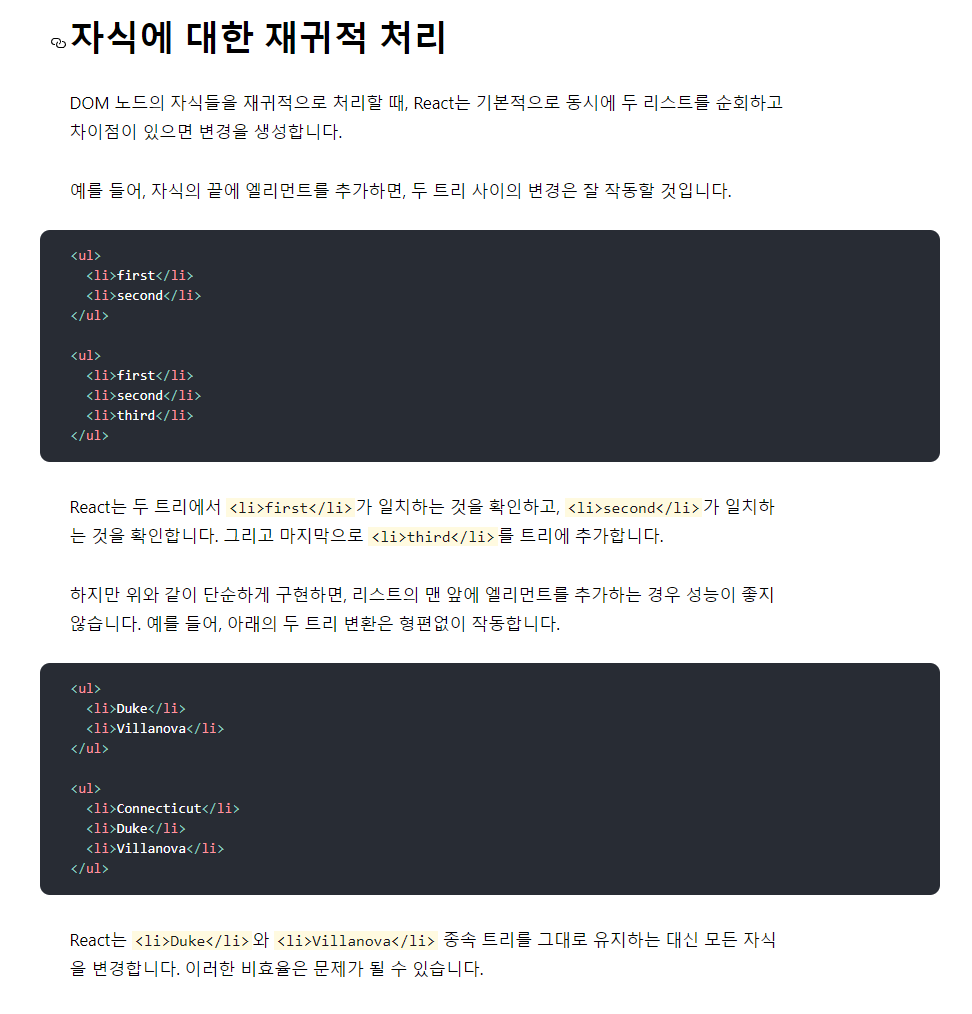 자식에 대한 재귀적 처리
DOM 노드의 자식들을 재귀적으로 처리할 때, React는 기본적으로 동시에 두 리스트를 순회하고
차이점이 있으면 변경을 생성합니다.
예를 들어, 자식의 끝에 엘리먼트를 추가하면, 두 트리 사이의 변경은 잘 작동할 것입니다.
<ul>
  <li>first</li>
  <li>second</li>
</ul>
<ul>
  <li>first</li>
  <li>second</li>
  <li>third</li>
</ul>
React는 두 트리에서 <li>first</li>가 일치하는 것을 확인하고, <li>second</li>가 일치하
는 것을 확인합니다. 그리고 마지막으로 <li>third</li>를 트리에 추가합니다.
하지만 위와 같이 단순하게 구현하면, 리스트의 맨 앞에 엘리먼트를 추가하는 경우 성능이 좋지
않습니다. 예를 들어, 아래의 두 트리 변환은 형편없이 작동합니다.
<ul>
  <li>Duke</li>
  <li>Villanova</li>
</ul>
<ul>
  <li>Connecticut</li>
  <li>Duke</li>
  <li>Villanova</li>
</ul>
React는 <li>Duke</li>와 <li>Villanova</li> 종속 트리를 그대로 유지하는 대신 모든 자식
을 변경합니다. 이러한 비효율은 문제가 될 수 있습니다.